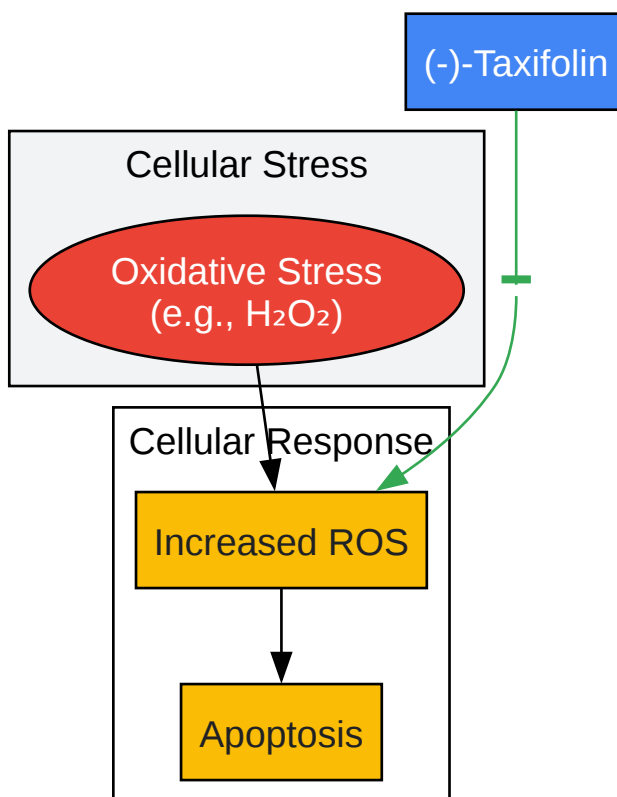 (-)-Taxifolin
Cellular Stress
Oxidative Stress
(e.g., H₂O₂)
Cellular Response
Increased ROS
Apoptosis